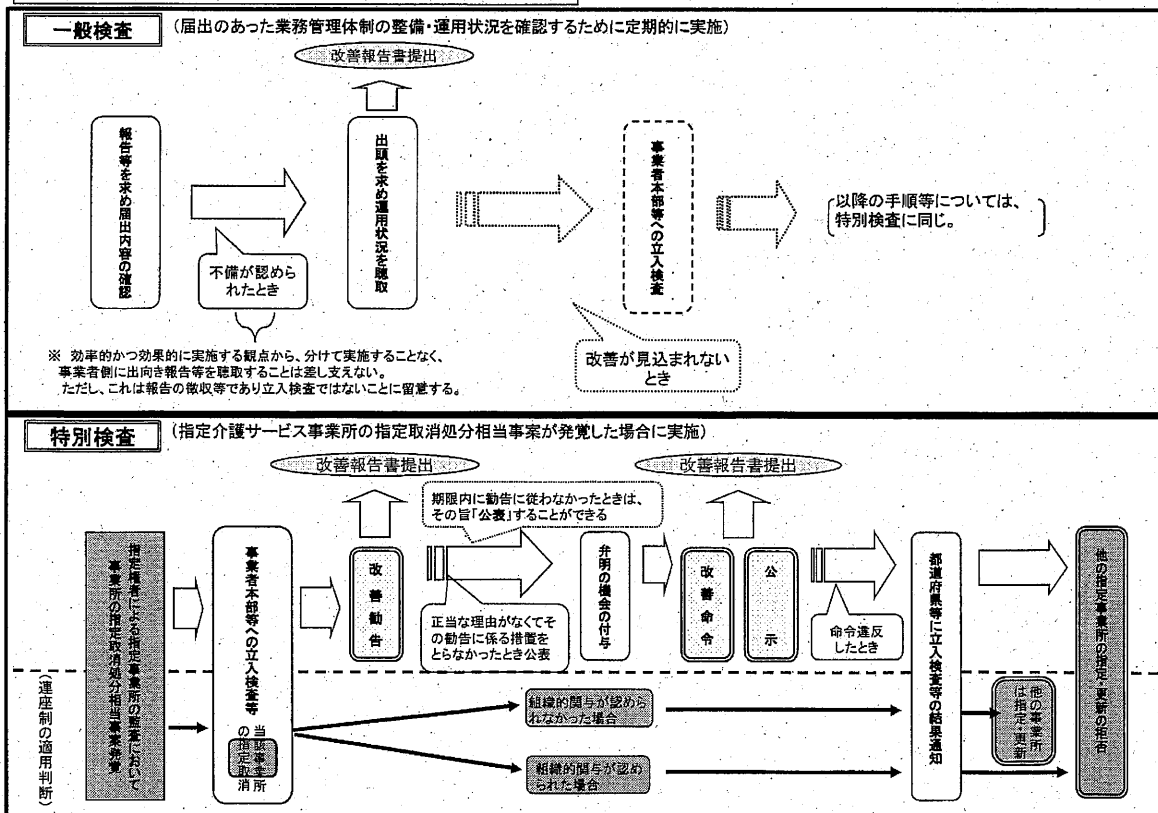 一般検査
(届出のあった業務管理体制の整備・運用状況を確認するために定期的に実施)
改善報告書提出
報告等を求め届出内容の確認
不備が認めら
れたとき
出頭を求め運用状況を聴取
事業者本部等への立入検査
改善が見込まれない
とき
以降の手順等については、
特別検査に同じ。
※ 効率的かつ効果的に実施する観点から、分けて実施することなく、
事業者側に出向き報告等を聴取することは差し支えない。
ただし、これは報告の徴収等であり立入検査ではないことに留意する。
特別検査
(指定介護サービス事業所の指定取消処分相当事案が発覚した場合に実施)
改善報告書提出
改善報告書提出
期限内に勧告に従わなかったときは、
その旨「公表」することができる
指定権者による指定事業所の監査において
事業所の指定取消処分相当事案発覚
事業者本部等への立入検査等
当該事業所
の指定取消
改善勧告
正当な理由がなくてそ
の勧告に係る措置を
とらなかったとき公表
弁明の機会の付与
改善命令
公示
命令違反
したとき
都道府県等に立入検査等の結果通知
他の指定事業所の指定・更新の拒否
(連座制の適用判断)
組織的関与が認めら
れなかった場合
組織的関与が認め
られた場合
他の事業所
は指定・更新